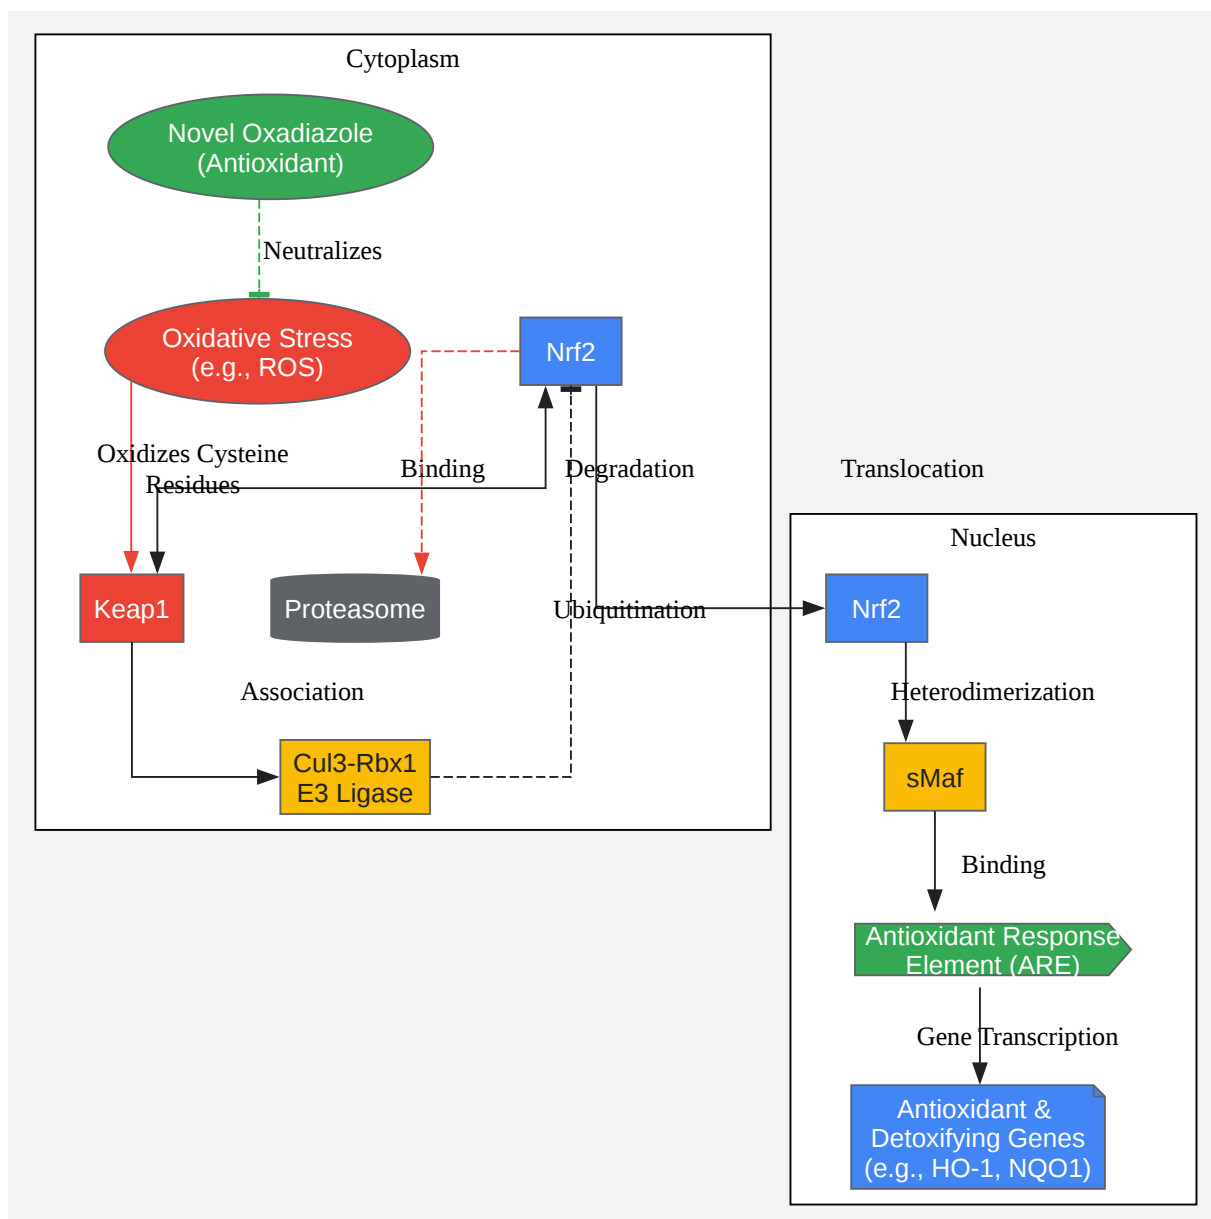 Cytoplasm
Novel Oxadiazole
(Antioxidant)
Neutralizes
Oxidative Stress
(e.g., ROS)
Nrf2
Oxidizes Cysteine
Residues
Binding
Degradation
Translocation
Nucleus
Keap1
Proteasome
Ubiquitination
Nrf2
Association
Heterodimerization
Cul3-Rbx1
E3 Ligase
sMaf
Binding
Antioxidant Response
Element (ARE)
Gene Transcription
Antioxidant &
Detoxifying Genes
(e.g., HO-1, NQO1)